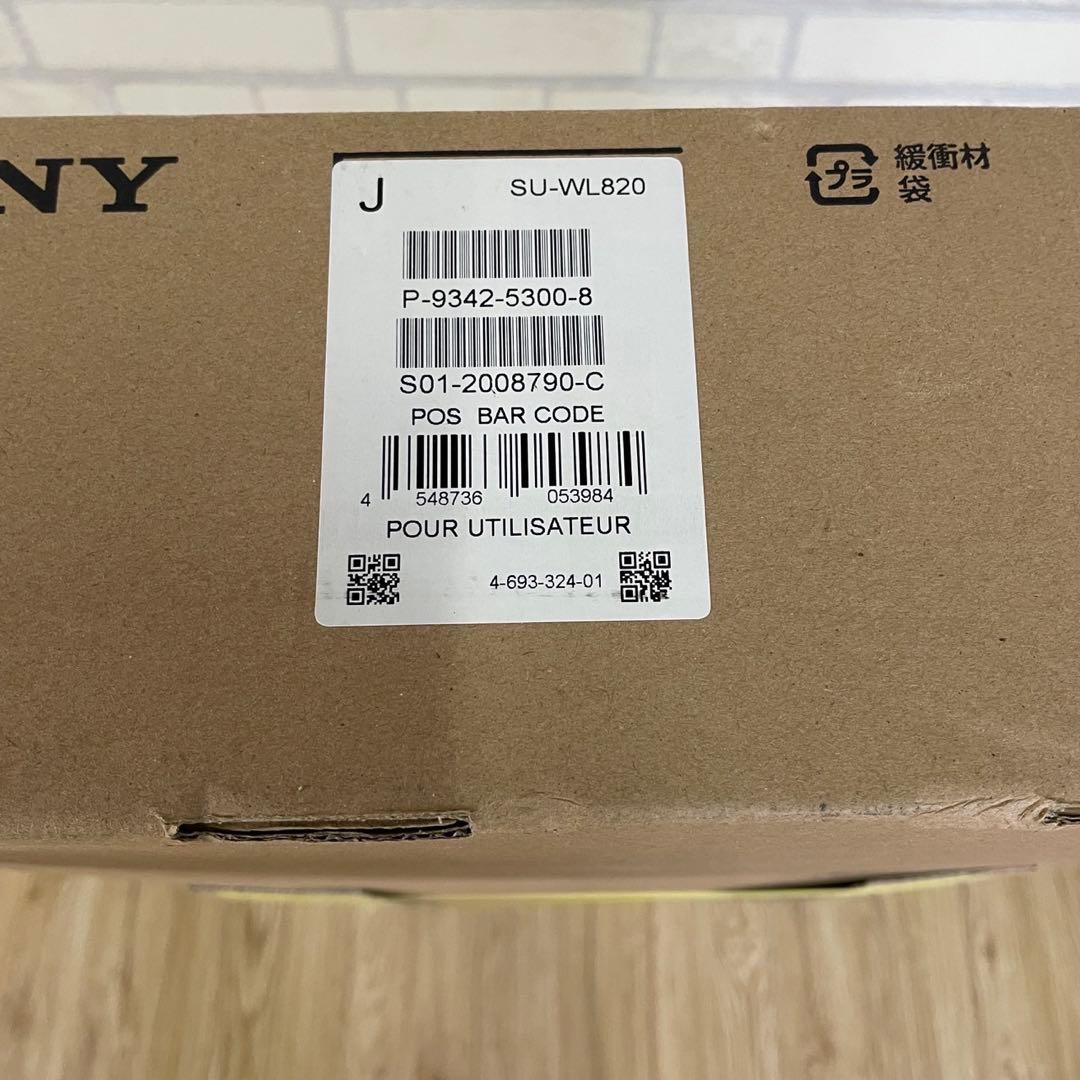 NY
J
SU-WL820
P-9342-5300-8
S01-2008790-C
POS BAR CODE
4 548736 053984
POUR UTILISATEUR
4-693-324-01
プラ
緩衝材
袋